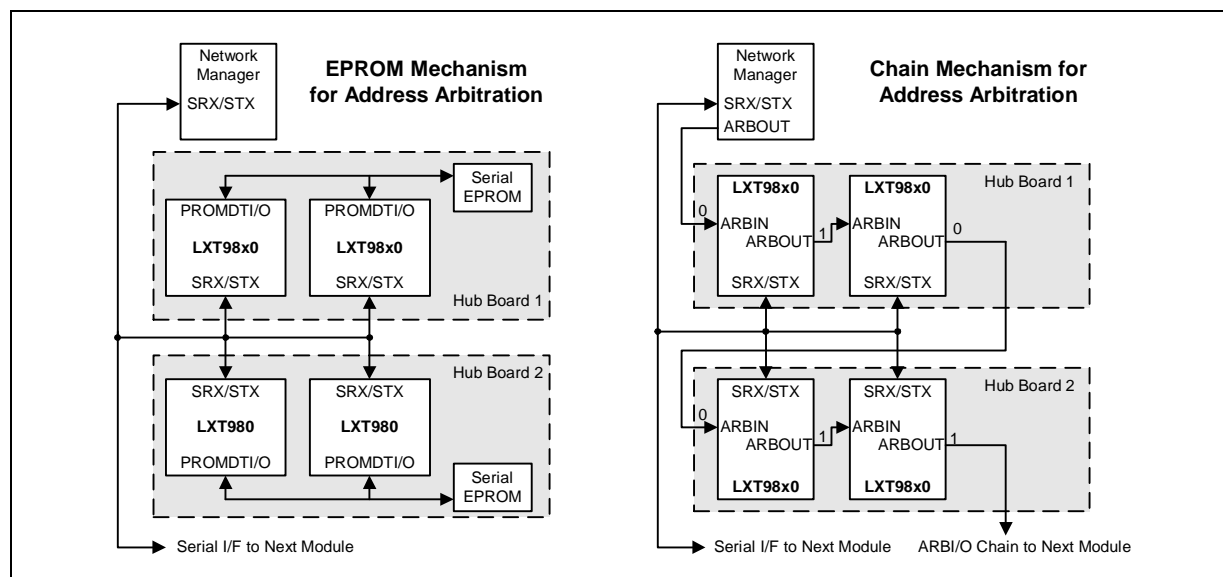 Network
Manager
SRX/STX
EPROM Mechanism
for Address Arbitration
Serial
EPROM
PROMDTI/O
LXT98x0
SRX/STX
PROMDTI/O
LXT98x0
SRX/STX
Hub Board 1
Hub Board 2
SRX/STX
LXT980
PROMDTI/O
SRX/STX
LXT980
PROMDTI/O
Serial
EPROM
Serial I/F to Next Module
Network
Manager
SRX/STX
ARBOUT
Chain Mechanism for
Address Arbitration
Hub Board 1
0
LXT98x0
ARBIN
ARBOUT
SRX/STX
1
LXT98x0
ARBIN
ARBOUT
SRX/STX
0
Hub Board 2
0
SRX/STX
ARBIN
ARBOUT
LXT98x0
1
SRX/STX
ARBIN
ARBOUT
LXT98x0
1
Serial I/F to Next Module
ARBI/O Chain to Next Module